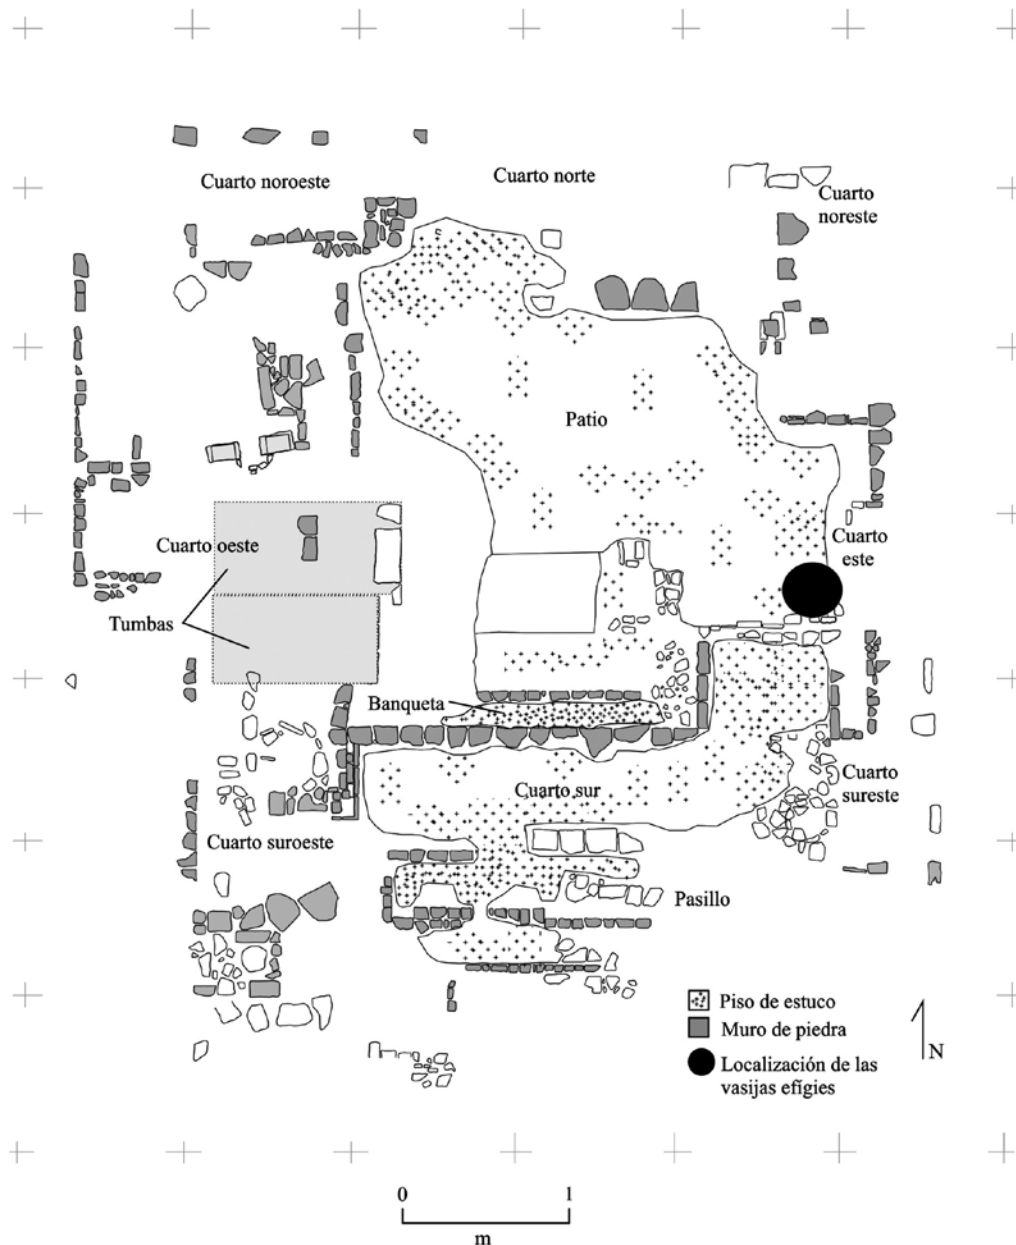 Cuarto noroeste
Cuarto norte
Cuarto
noreste
Patio
Cuarto oeste
Cuarto
este
Tumbas
Banqueta
Cuarto sur
Cuarto
sureste
Cuarto suroeste
Pasillo
Piso de estuco
Muro de piedra
Localización de las
vasijas efígies
N
0 1
m